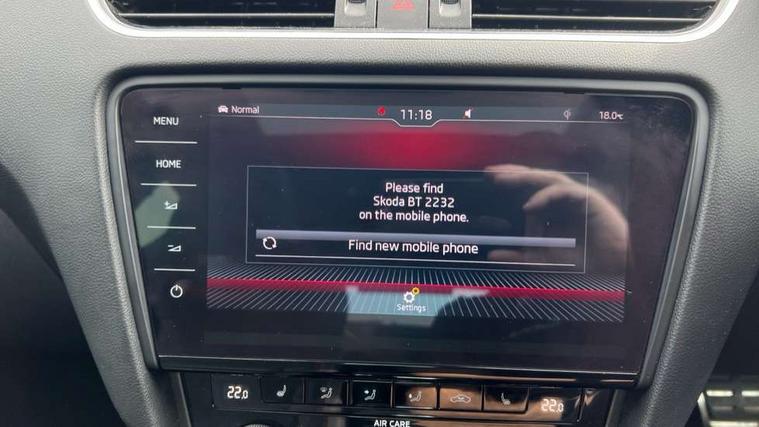 Normal
11:18
18.0°C
MENU
HOME
Please find
Skoda BT 2232
on the mobile phone.
Find new mobile phone
Settings
22.0
22.0
AIR CARE